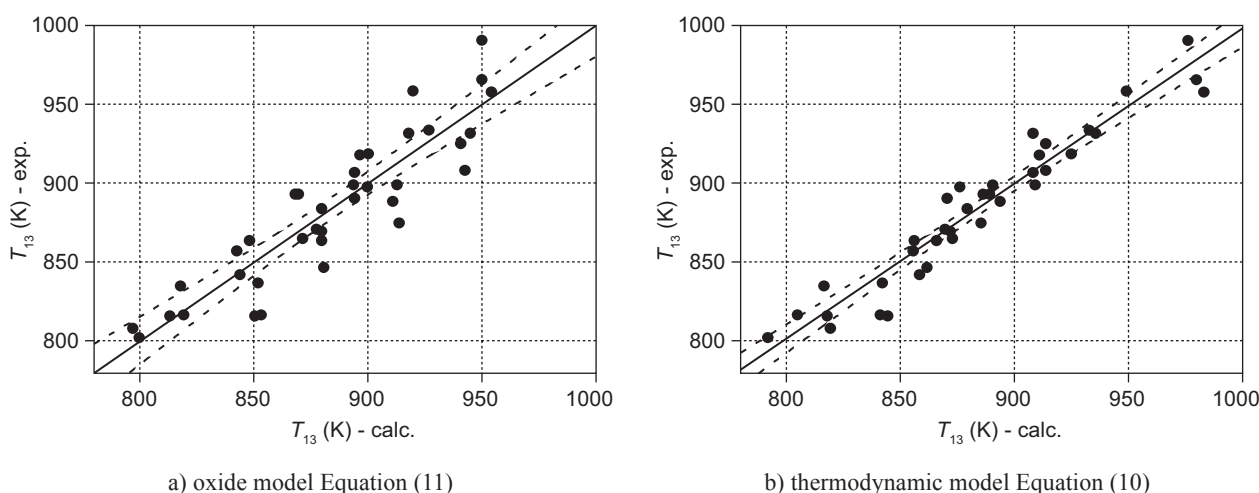 1000
950
900
850
800
T13 (K) - exp.
800 850 900 950 1000
T13 (K) - calc.
a) oxide model Equation (11)
1000
950
900
850
800
T13 (K) - exp.
800 850 900 950 1000
T13 (K) - calc.
b) thermodynamic model Equation (10)